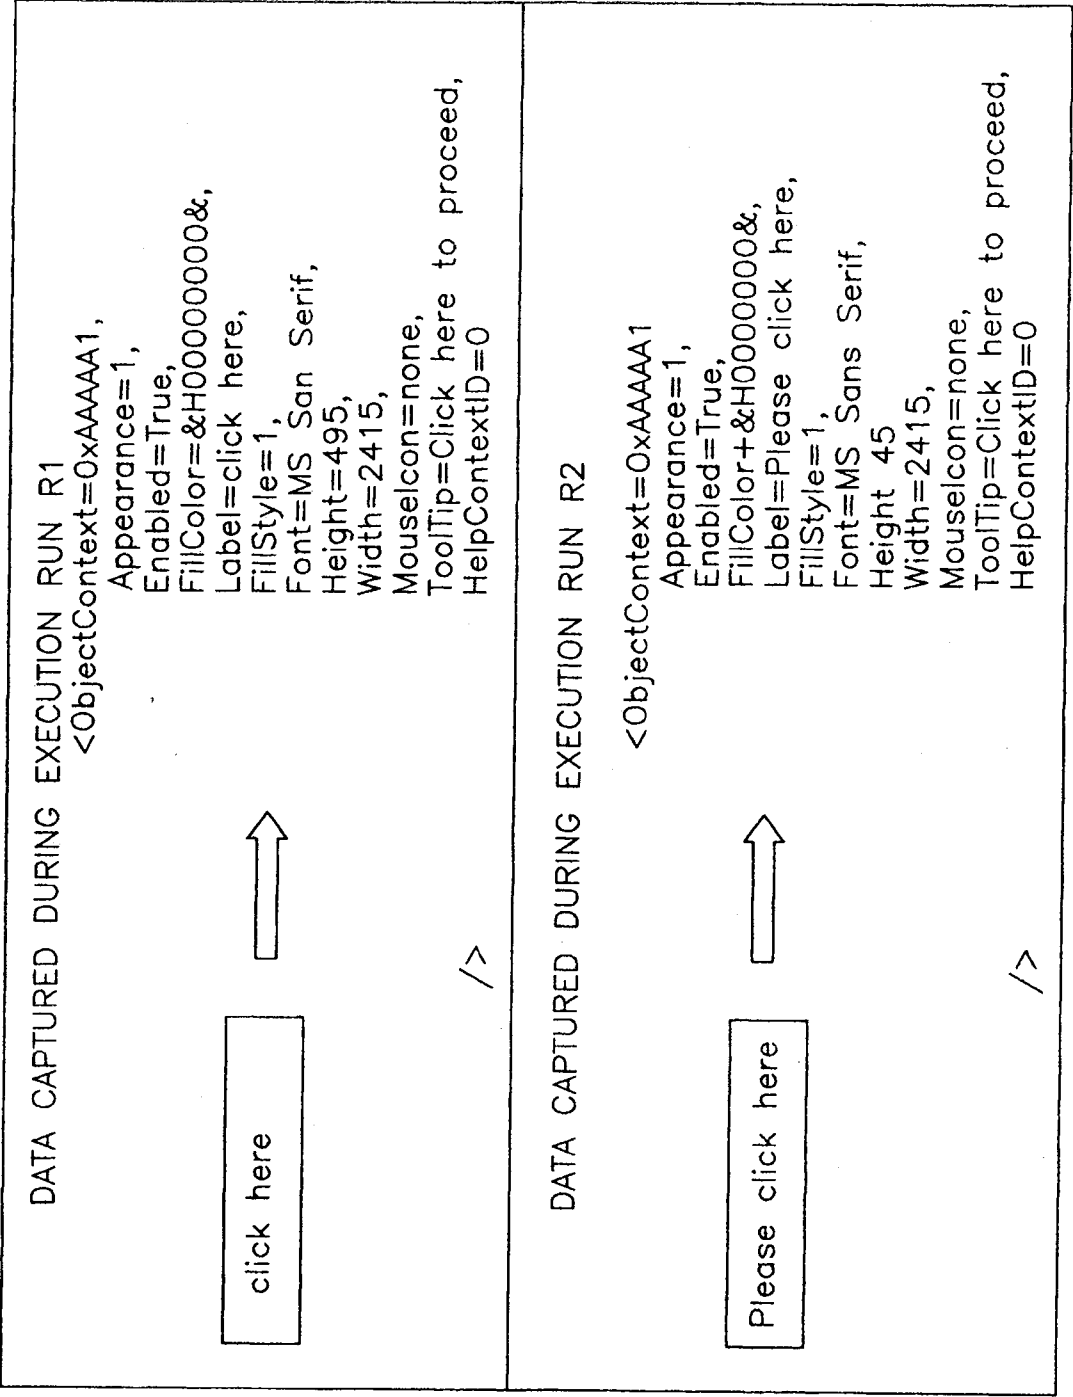 DATA CAPTURED DURING EXECUTION RUN R1
<ObjectContext=0xAAAA1,
Appearance=1,
Enabled=True,
FillColor=&H00000000&,
Label=click here,
FillStyle=1,
Font=MS San Serif,
Height=495,
Width=2415,
MouseIcon=none,
ToolTip=Click here to proceed,
HelpContextID=0
/>
click here
DATA CAPTURED DURING EXECUTION RUN R2
<ObjectContext=0xAAAA1
Appearance=1,
Enabled=True,
FillColor+&H0000000&,
Label=Please click here,
FillStyle=1,
Font=MS Sans Serif,
Height 45
Width=2415,
MouseIcon=none,
ToolTip=Click here to proceed,
HelpContextID=0
/>
Please click here